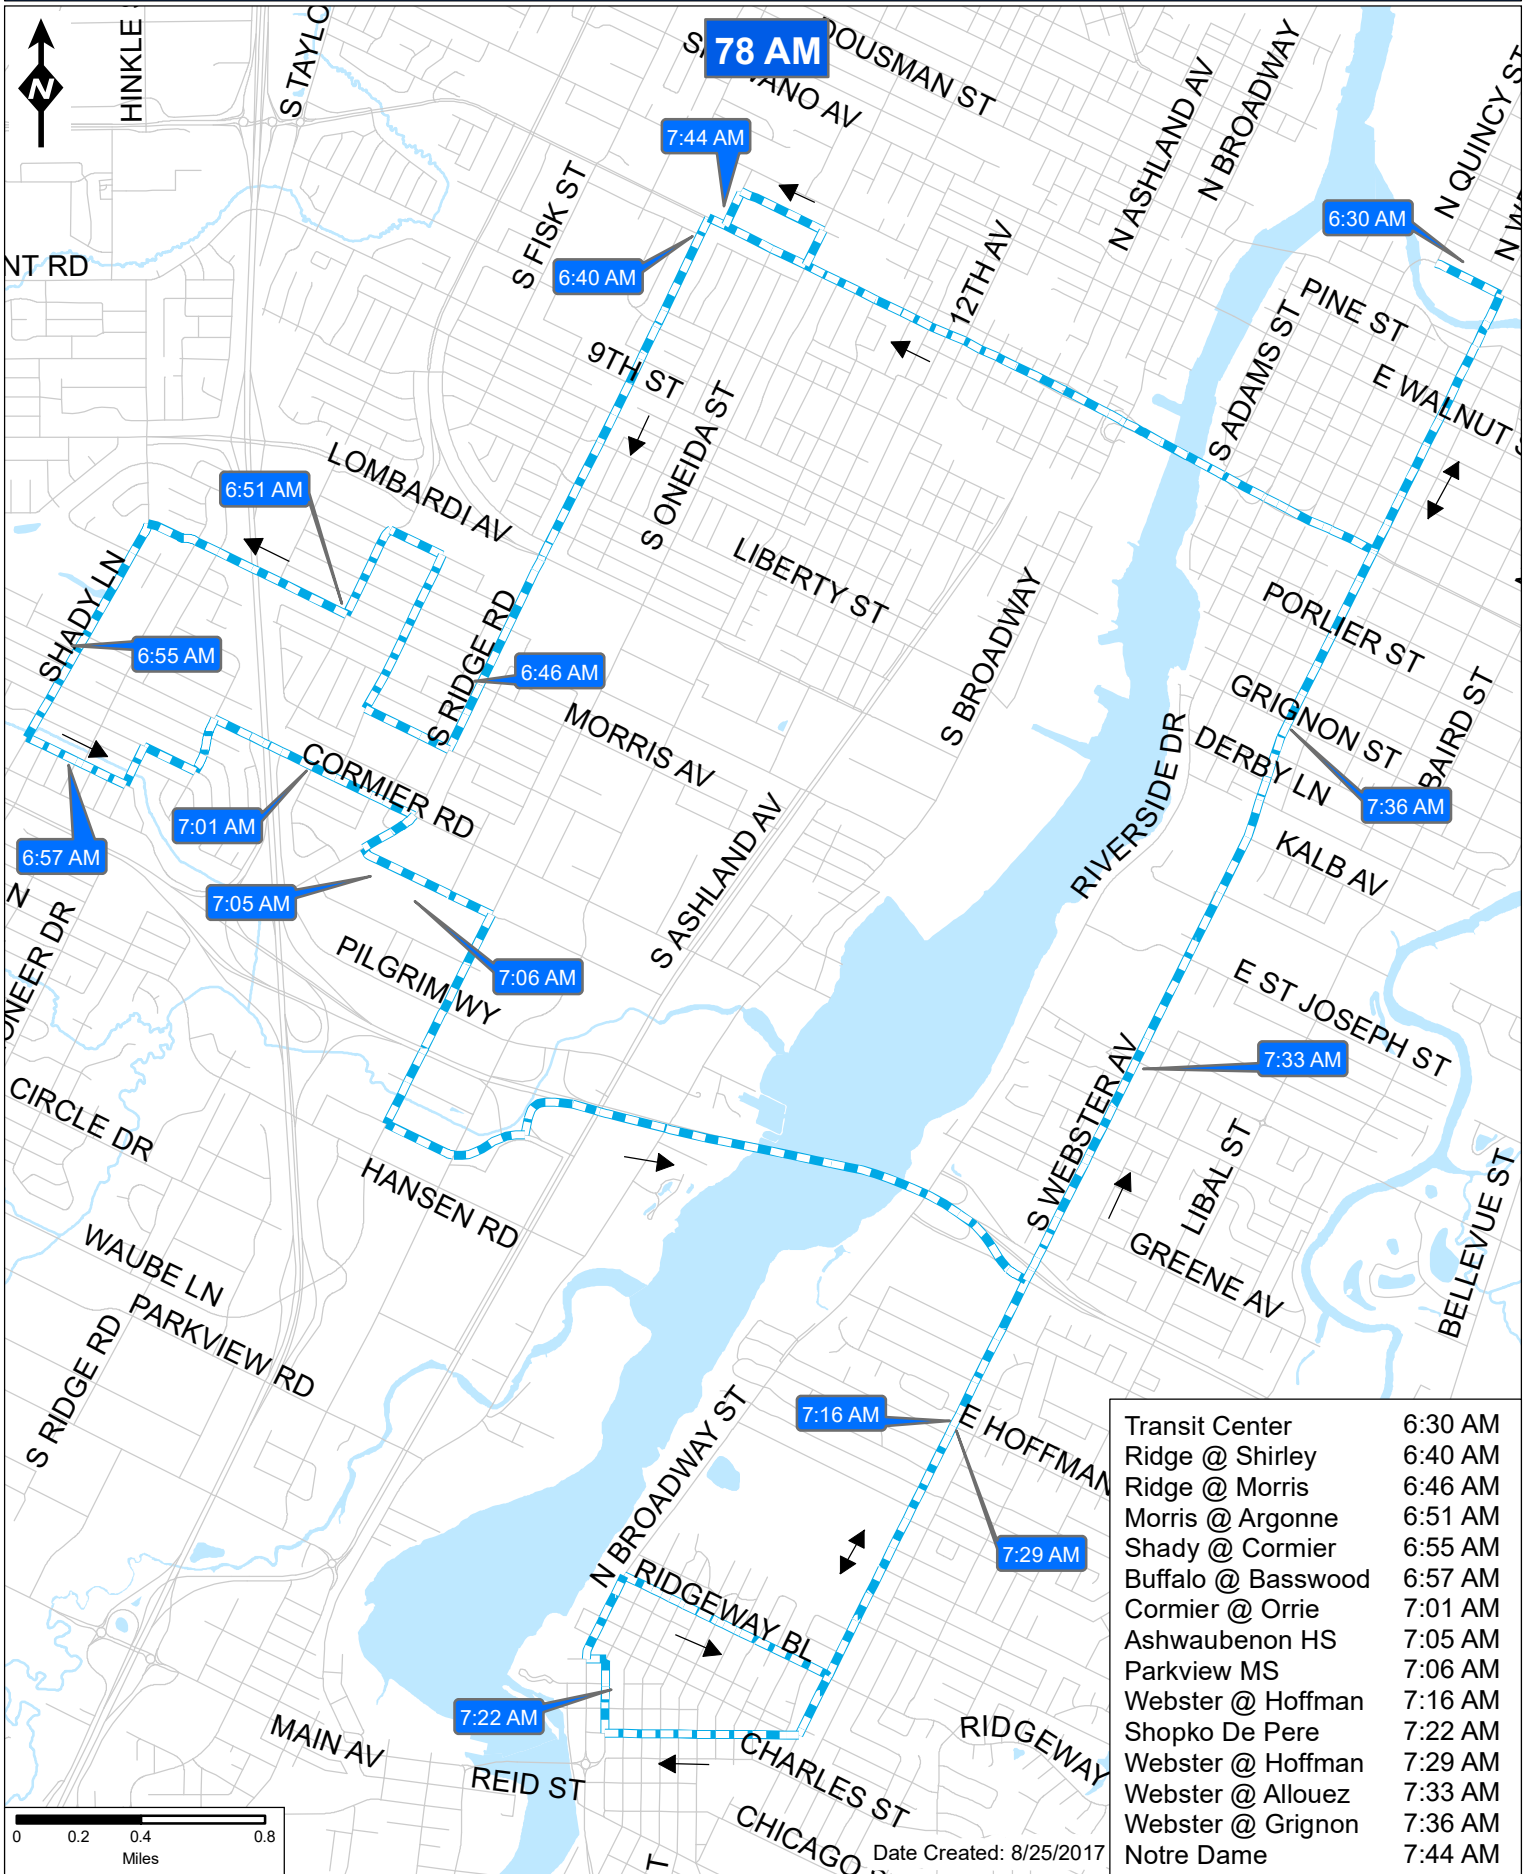 78 AM
HINKLE
S TAYLO
DOUSMAN ST
VANO AV
N ASHLAND AV
N BROADWAY
N QUINCY ST
N
7:44 AM
6:30 AM
S FISK ST
NT RD
6:40 AM
12TH AV
PINE ST
S ADAMS ST
E WALNUT S
9TH ST
S ONEIDA ST
LOMBARDI AV
6:51 AM
LIBERTY ST
S BROADWAY
PORLIER ST
SHADY LN
6:55 AM
S RIDGE RD
6:46 AM
MORRIS AV
GRIGNON ST
BAIRD ST
DERBY LN
RIVERSIDE DR
7:36 AM
CORMIER RD
7:01 AM
6:57 AM
KALB AV
S ASHLAND AV
7:05 AM
N
ONEER DR
PILGRIM WY
7:06 AM
E ST JOSEPH ST
7:33 AM
S WEBSTER AV
CIRCLE DR
LIBAL ST
HANSEN RD
GREENE AV
BELLEVUE ST
WAUBE LN
PARKVIEW RD
S RIDGE RD
N BROADWAY ST
7:16 AM
E HOFFMAN
7:29 AM
RIDGEWAY BL
7:22 AM
MAIN AV
REID ST
CHARLES ST
RIDGEWAY
CHICAGO
T
Transit Center 6:30 AM
Ridge @ Shirley 6:40 AM
Ridge @ Morris 6:46 AM
Morris @ Argonne 6:51 AM
Shady @ Cormier 6:55 AM
Buffalo @ Basswood 6:57 AM
Cormier @ Orrie 7:01 AM
Ashwaubenon HS 7:05 AM
Parkview MS 7:06 AM
Webster @ Hoffman 7:16 AM
Shopko De Pere 7:22 AM
Webster @ Hoffman 7:29 AM
Webster @ Allouez 7:33 AM
Webster @ Grignon 7:36 AM
Notre Dame 7:44 AM
0 0.2 0.4 0.8
Miles
Date Created: 8/25/2017